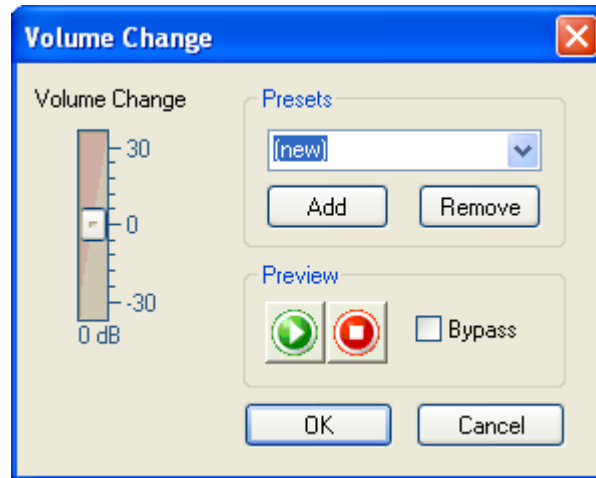 Volume Change
Volume Change
30
0
-30
0 dB
Presets
(new)
Add
Remove
Preview
Bypass
OK
Cancel